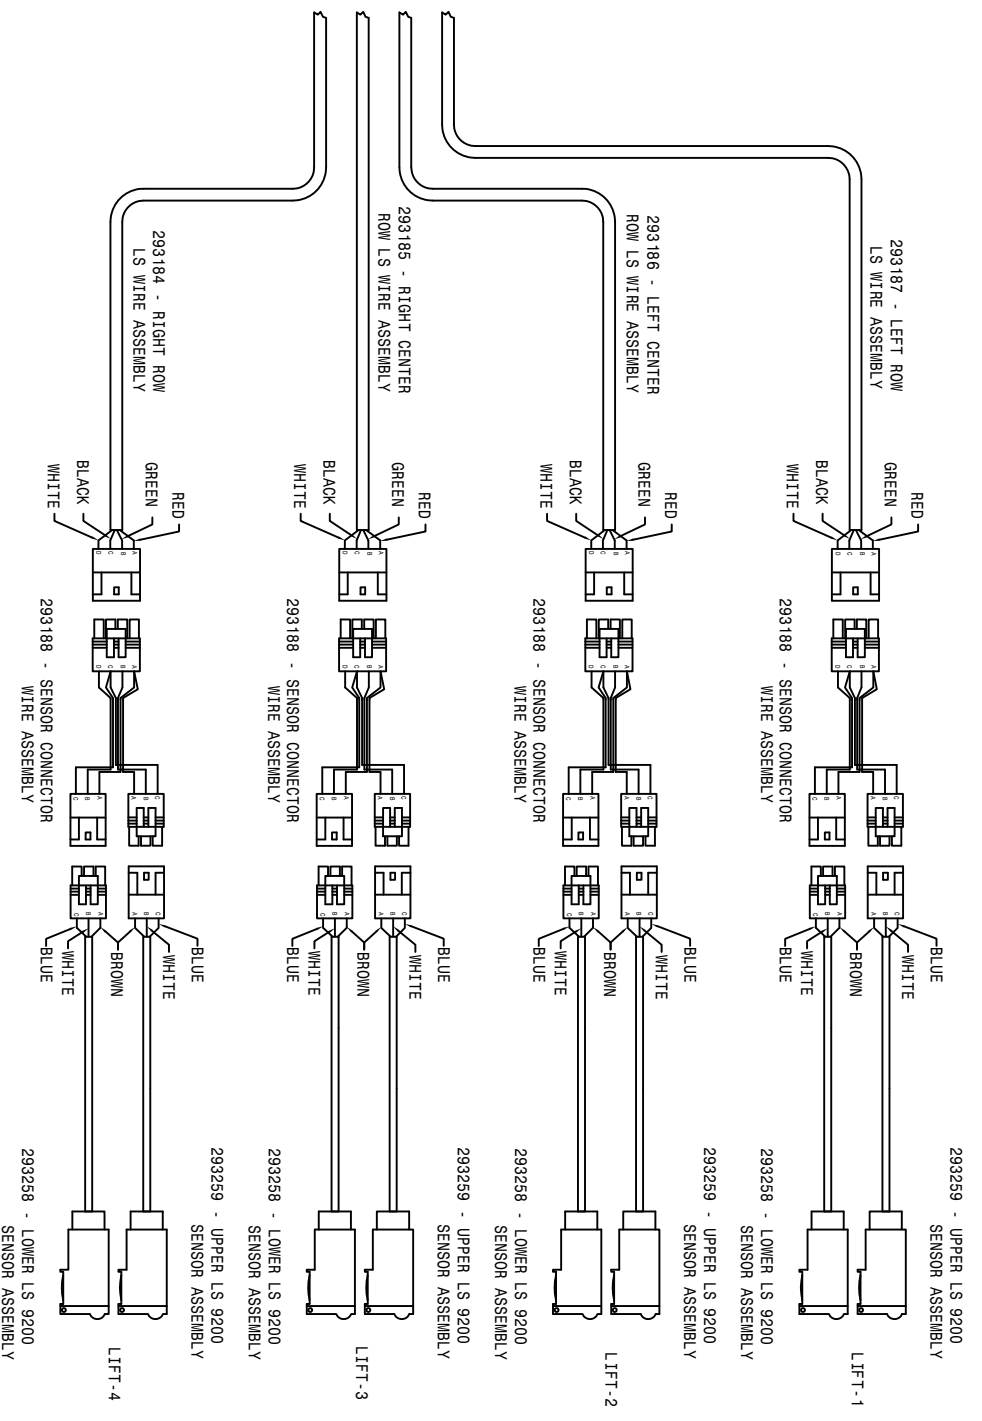 293187 - LEFT ROW
LS WIRE ASSEMBLY
RED
GREEN
BLACK
WHITE
A
B
C
D
A
B
C
D
293188 - SENSOR CONNECTOR
WIRE ASSEMBLY
C
B
A
A
B
C
C
B
A
A
B
C
BLUE
WHITE
BROWN
WHITE
BLUE
293259 - UPPER LS 9200
SENSOR ASSEMBLY
293258 - LOWER LS 9200
SENSOR ASSEMBLY
LIFT-1
293186 - LEFT CENTER
ROW LS WIRE ASSEMBLY
RED
GREEN
BLACK
WHITE
A
B
C
D
A
B
C
D
293188 - SENSOR CONNECTOR
WIRE ASSEMBLY
C
B
A
A
B
C
C
B
A
A
B
C
BLUE
WHITE
BROWN
WHITE
BLUE
293259 - UPPER LS 9200
SENSOR ASSEMBLY
293258 - LOWER LS 9200
SENSOR ASSEMBLY
LIFT-2
293185 - RIGHT CENTER
ROW LS WIRE ASSEMBLY
RED
GREEN
BLACK
WHITE
A
B
C
D
A
B
C
D
293188 - SENSOR CONNECTOR
WIRE ASSEMBLY
C
B
A
A
B
C
C
B
A
A
B
C
BLUE
WHITE
BROWN
WHITE
BLUE
293259 - UPPER LS 9200
SENSOR ASSEMBLY
293258 - LOWER LS 9200
SENSOR ASSEMBLY
LIFT-3
293184 - RIGHT ROW
LS WIRE ASSEMBLY
RED
GREEN
BLACK
WHITE
A
B
C
D
A
B
C
D
293188 - SENSOR CONNECTOR
WIRE ASSEMBLY
C
B
A
A
B
C
C
B
A
A
B
C
BLUE
WHITE
BROWN
WHITE
BLUE
293259 - UPPER LS 9200
SENSOR ASSEMBLY
293258 - LOWER LS 9200
SENSOR ASSEMBLY
LIFT-4